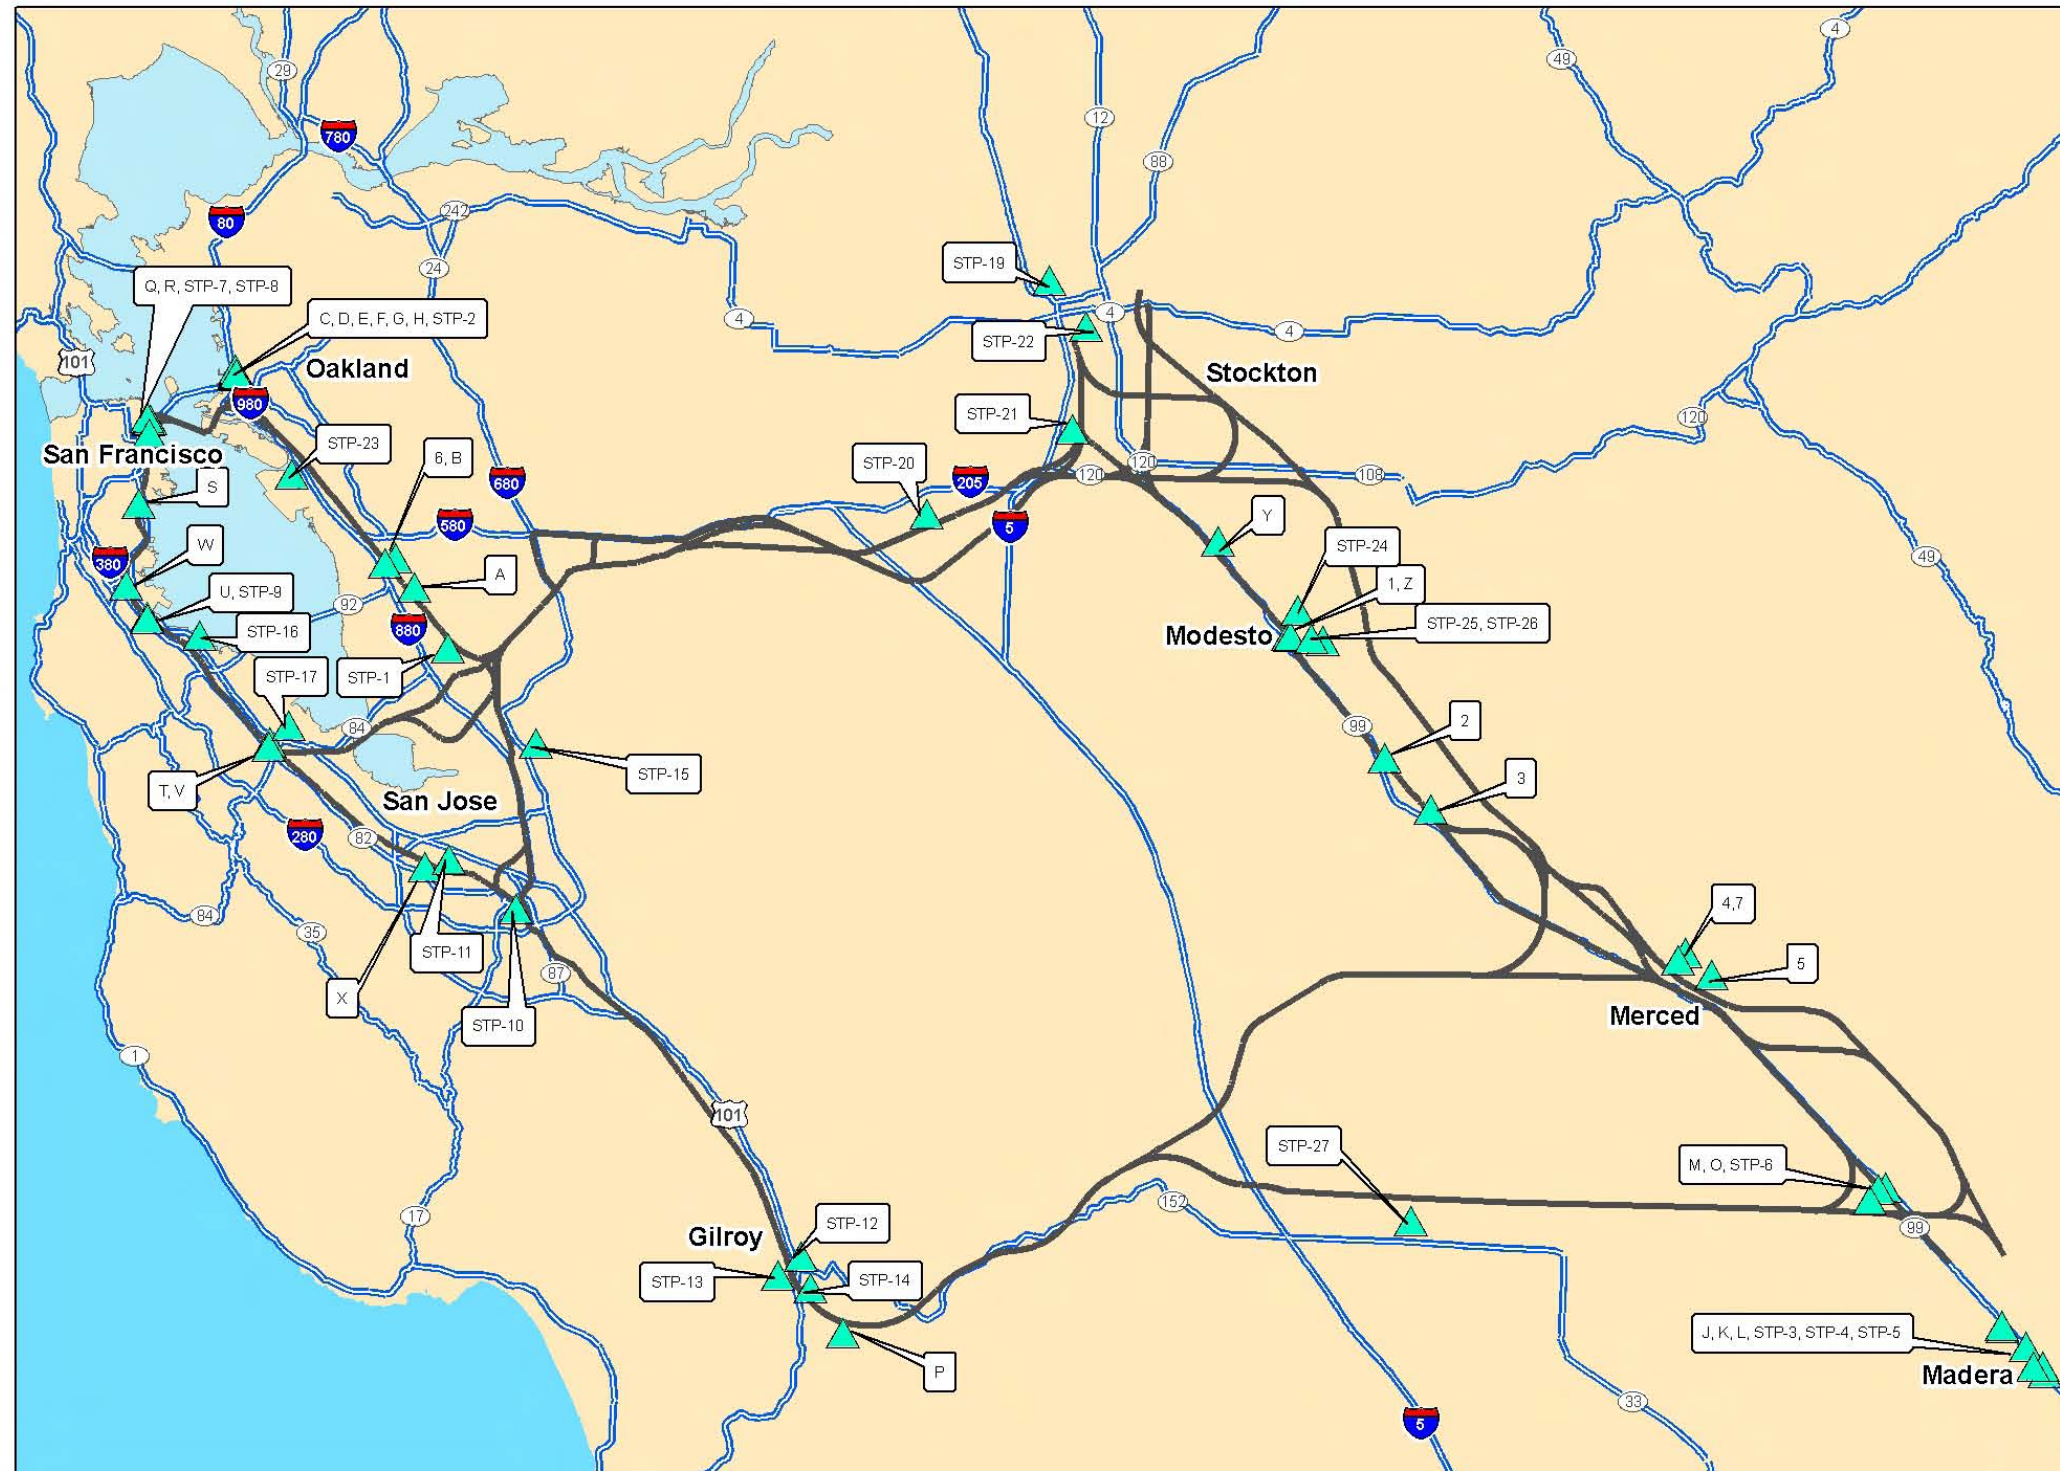 4
49
29
780
12
88
80
242
24
STP-19
Q, R, STP-7, STP-8
C, D, E, F, G, H, STP-2
4
4
4
STP-22
101
Oakland
Stockton
980
STP-21
120
San Francisco
STP-23
6, B
STP-20
680
205
120
120
108
S
580
5
Y
W
STP-24
49
380
A
1, Z
U, STP-9
92
880
STP-25, STP-26
STP-16
Modesto
STP-17
STP-1
84
99
2
STP-15
T, V
3
San Jose
280
82
4,7
84
35
STP-11
5
87
X
STP-10
Merced
1
101
STP-27
M, O, STP-6
152
17
STP-12
99
Gilroy
STP-13
STP-14
J, K, L, STP-3, STP-4, STP-5
P
Madera
33
5